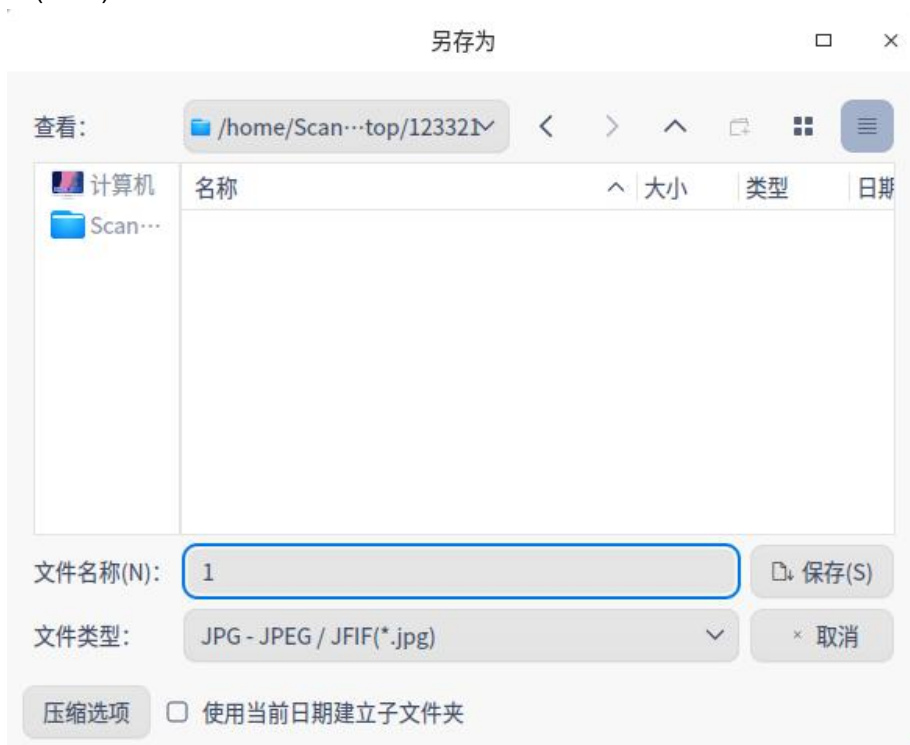 另存为
查看：
/home/Scan…top/123321
计算机
名称
大小
类型
日期
Scan…
文件名称(N)：
1
保存(S)
文件类型：
JPG - JPEG / JFIF(*.jpg)
取消
压缩选项
使用当前日期建立子文件夹